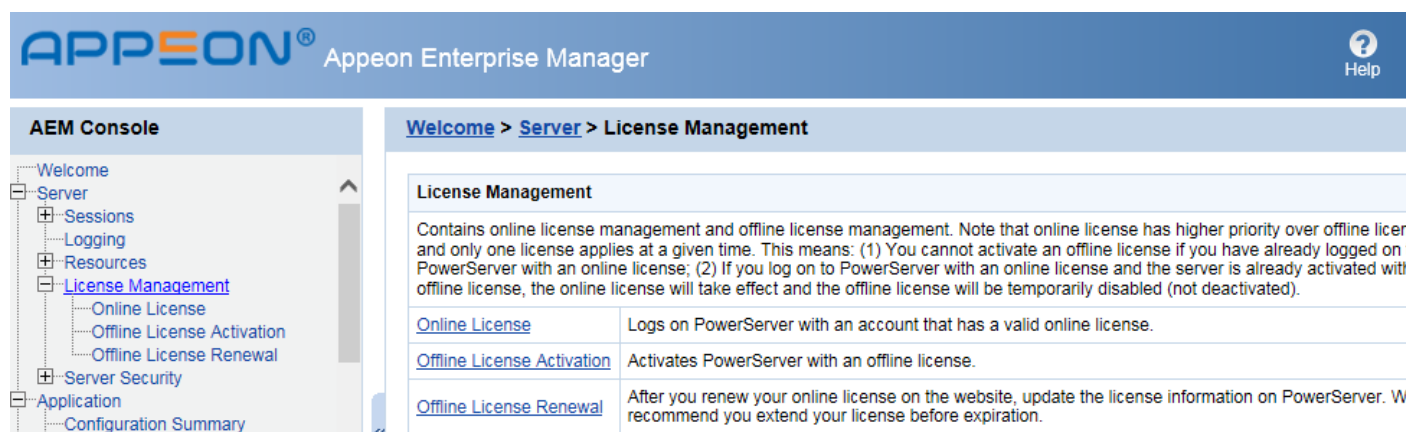 APPEON® Appeon Enterprise Manager
Help
AEM Console
Welcome
Server
Sessions
Logging
Resources
License Management
Online License
Offline License Activation
Offline License Renewal
Server Security
Application
Configuration Summary
Welcome > Server > License Management
License Management
Contains online license management and offline license management. Note that online license has higher priority over offline
and only one license applies at a given time. This means: (1) You cannot activate an offline license if you have already logged on
PowerServer with an online license; (2) If you log on to PowerServer with an online license and the server is already activated
offline license, the online license will take effect and the offline license will be temporarily disabled (not deactivated).
Online License Logs on PowerServer with an account that has a valid online license.
Offline License Activation Activates PowerServer with an offline license.
Offline License Renewal After you renew your online license on the website, update the license information on PowerServer.
recommend you extend your license before expiration.